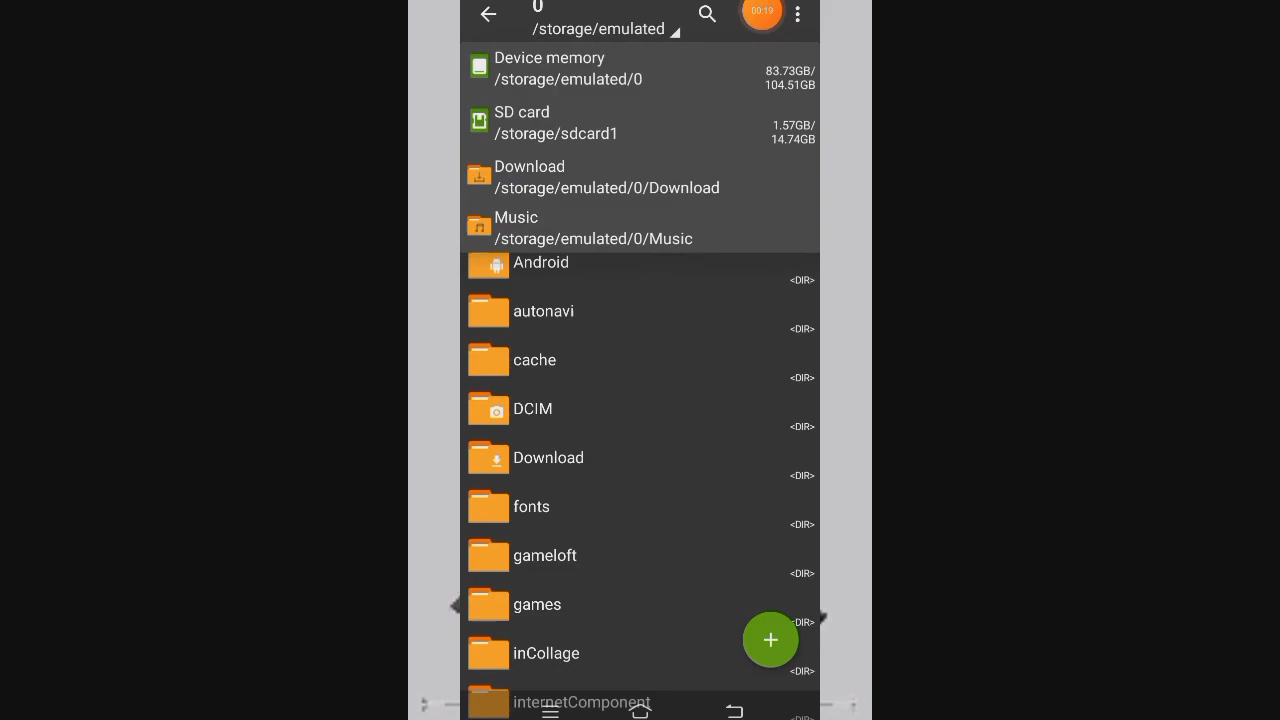 0
00:19
/storage/emulated
Device memory
/storage/emulated/0
83.73GB/
104.51GB
SD card
/storage/sdcard1
1.57GB/
14.74GB
Download
/storage/emulated/0/Download
Music
/storage/emulated/0/Music
Android
<DIR>
autonavi
<DIR>
cache
<DIR>
DCIM
<DIR>
Download
<DIR>
fonts
<DIR>
gameloft
<DIR>
games
<DIR>
inCollage
<DIR>
internetComponent
<DIR>